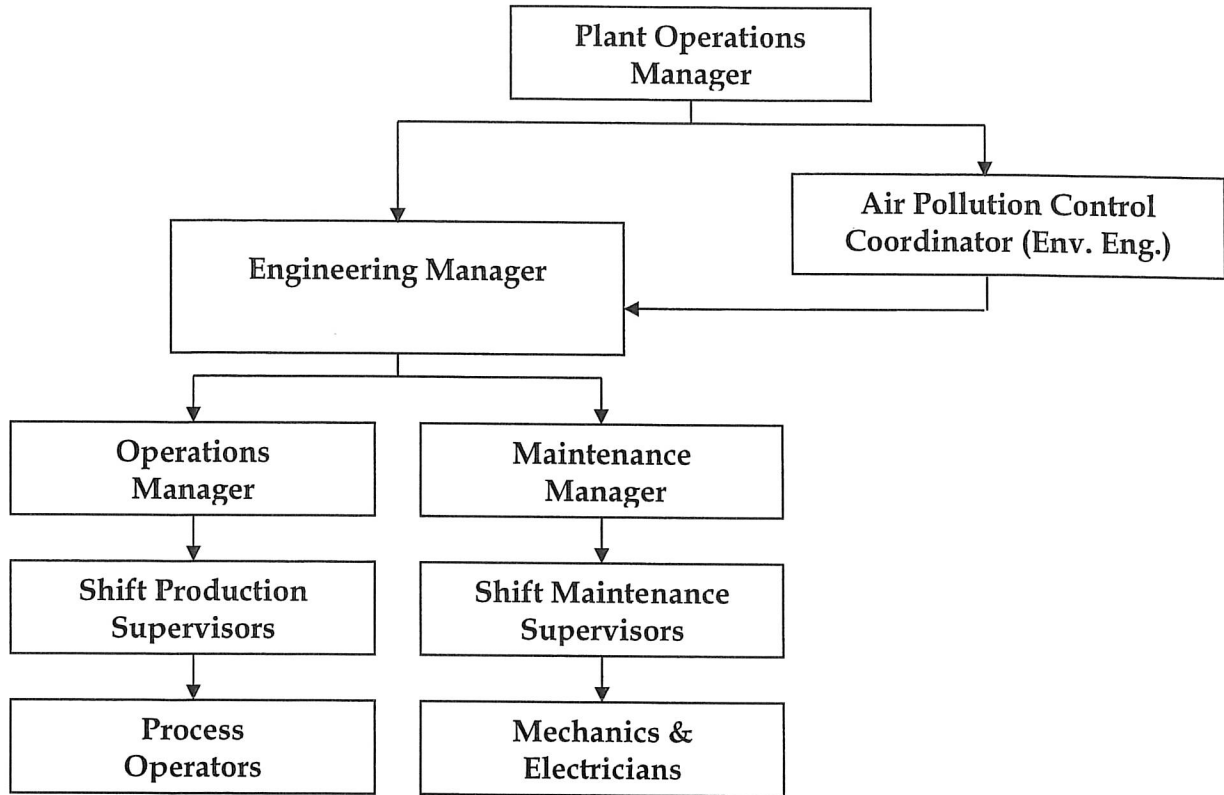 Plant Operations
Manager
Air Pollution Control
Coordinator (Env. Eng.)
Engineering Manager
Operations
Manager
Maintenance
Manager
Shift Production
Supervisors
Shift Maintenance
Supervisors
Process
Operators
Mechanics &
Electricians